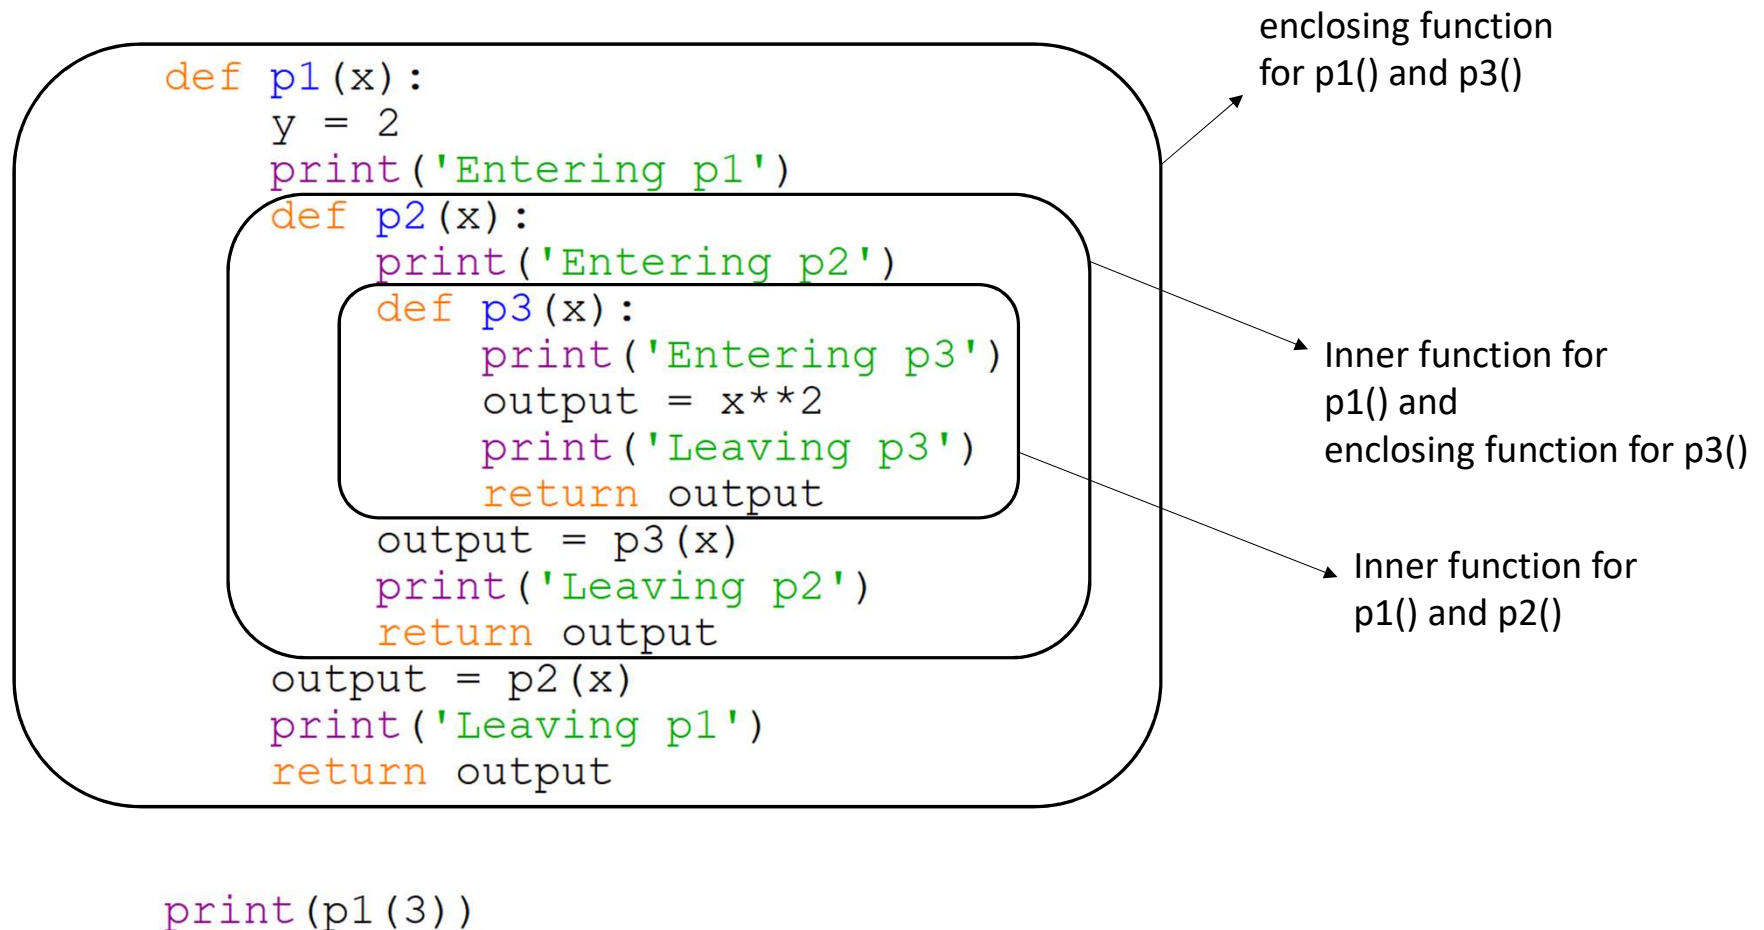 enclosing function
for p1() and p3()
def p1(x):
    y = 2
    print('Entering p1')
    def p2(x):
        print('Entering p2')
        def p3(x):
            print('Entering p3')
            output = x**2
            print('Leaving p3')
            return output
        output = p3(x)
        print('Leaving p2')
        return output
    output = p2(x)
    print('Leaving p1')
    return output
print(p1(3))
Inner function for
p1() and
enclosing function for p3()
Inner function for
p1() and p2()